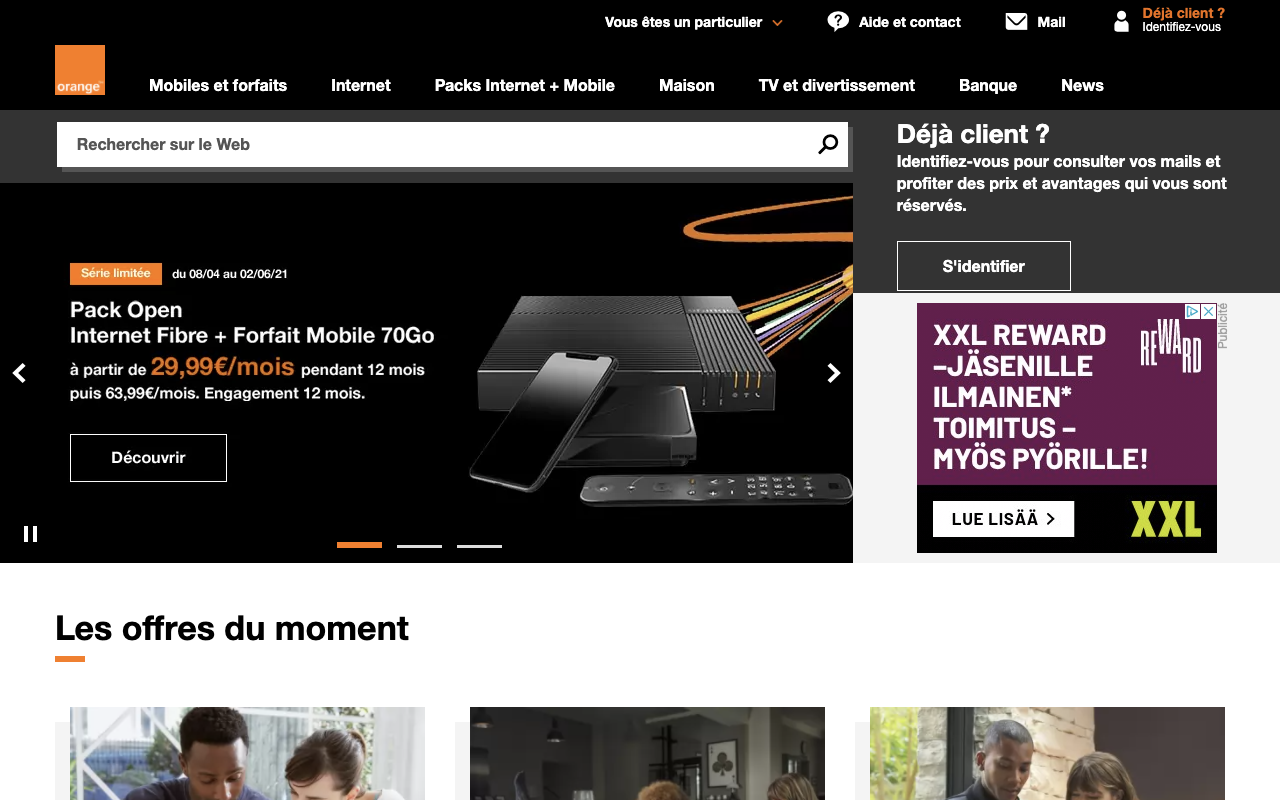 Vous êtes un particulier
Aide et contact
Mail
Déjà client ?
Identifiez-vous
orange™
Mobiles et forfaits
Internet
Packs Internet + Mobile
Maison
TV et divertissement
Banque
News
Rechercher sur le Web
Déjà client ?
Identifiez-vous pour consulter vos mails et
profiter des prix et avantages qui vous sont
réservés.
S'identifier
Série limitée
du 08/04 au 02/06/21
Pack Open
Internet Fibre + Forfait Mobile 70Go
à partir de 29,99€/mois pendant 12 mois
puis 63,99€/mois. Engagement 12 mois.
Découvrir
XXL REWARD
–JÄSENILLE
ILMAINEN*
TOIMITUS –
MYÖS PYÖRILLE!
REWARD
Publicité
LUE LISÄÄ
XXL
Les offres du moment